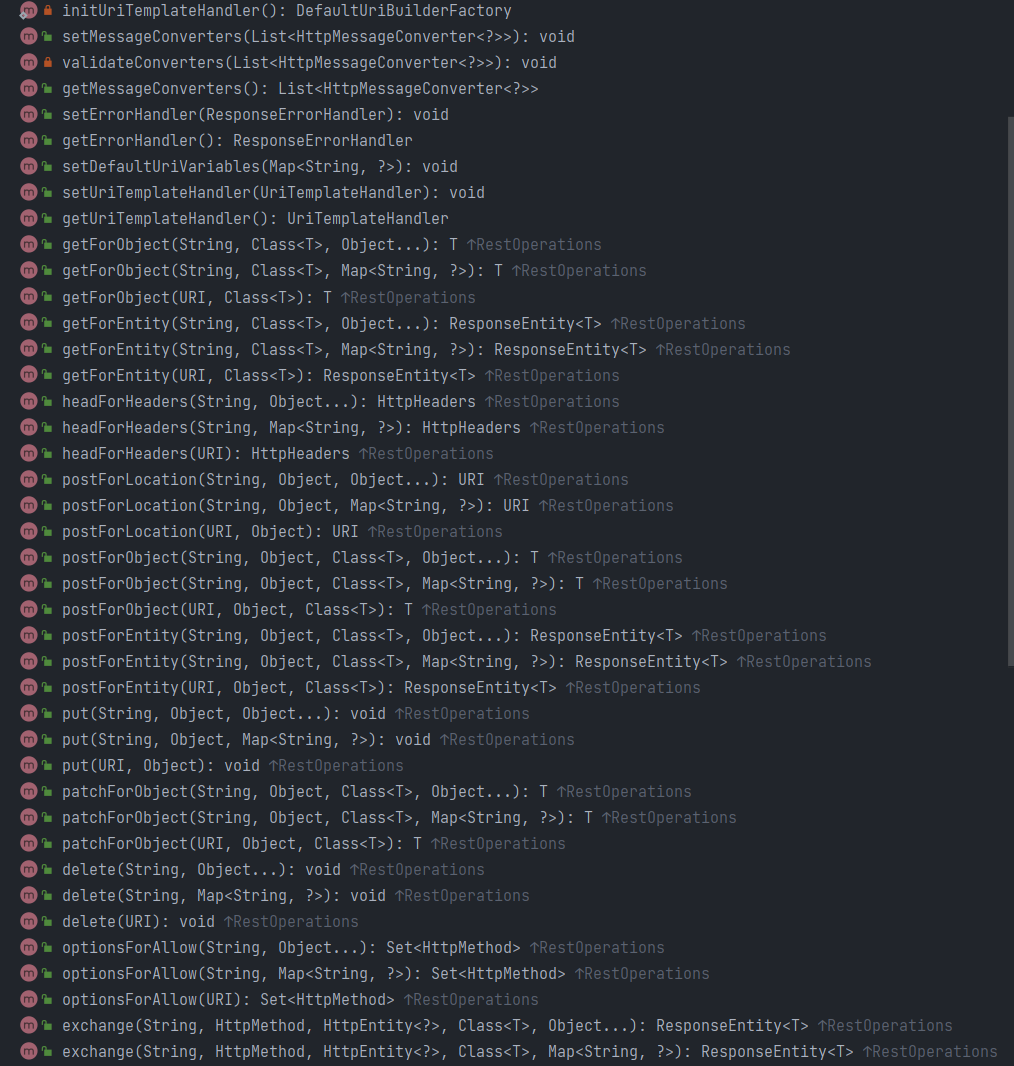 initUriTemplateHandler(): DefaultUriBuilderFactory
setMessageConverters(List<HttpMessageConverter<?>>): void
validateConverters(List<HttpMessageConverter<?>>): void
getMessageConverters(): List<HttpMessageConverter<?>>
setErrorHandler(ResponseErrorHandler): void
getErrorHandler(): ResponseErrorHandler
setDefaultUriVariables(Map<String, ?>): void
setUriTemplateHandler(UriTemplateHandler): void
getUriTemplateHandler(): UriTemplateHandler
getForObject(String, Class<T>, Object...): T ↑RestOperations
getForObject(String, Class<T>, Map<String, ?>): T ↑RestOperations
getForObject(URI, Class<T>): T ↑RestOperations
getForEntity(String, Class<T>, Object...): ResponseEntity<T> ↑RestOperations
getForEntity(String, Class<T>, Map<String, ?>): ResponseEntity<T> ↑RestOperations
getForEntity(URI, Class<T>): ResponseEntity<T> ↑RestOperations
headForHeaders(String, Object...): HttpHeaders ↑RestOperations
headForHeaders(String, Map<String, ?>): HttpHeaders ↑RestOperations
headForHeaders(URI): HttpHeaders ↑RestOperations
postForLocation(String, Object, Object...): URI ↑RestOperations
postForLocation(String, Object, Map<String, ?>): URI ↑RestOperations
postForLocation(URI, Object): URI ↑RestOperations
postForObject(String, Object, Class<T>, Object...): T ↑RestOperations
postForObject(String, Object, Class<T>, Map<String, ?>): T ↑RestOperations
postForObject(URI, Object, Class<T>): T ↑RestOperations
postForEntity(String, Object, Class<T>, Object...): ResponseEntity<T> ↑RestOperations
postForEntity(String, Object, Class<T>, Map<String, ?>): ResponseEntity<T> ↑RestOperations
postForEntity(URI, Object, Class<T>): ResponseEntity<T> ↑RestOperations
put(String, Object, Object...): void ↑RestOperations
put(String, Object, Map<String, ?>): void ↑RestOperations
put(URI, Object): void ↑RestOperations
patchForObject(String, Object, Class<T>, Object...): T ↑RestOperations
patchForObject(String, Object, Class<T>, Map<String, ?>): T ↑RestOperations
patchForObject(URI, Object, Class<T>): T ↑RestOperations
delete(String, Object...): void ↑RestOperations
delete(String, Map<String, ?>): void ↑RestOperations
delete(URI): void ↑RestOperations
optionsForAllow(String, Object...): Set<HttpMethod> ↑RestOperations
optionsForAllow(String, Map<String, ?>): Set<HttpMethod> ↑RestOperations
optionsForAllow(URI): Set<HttpMethod> ↑RestOperations
exchange(String, HttpMethod, HttpEntity<?>, Class<T>, Object...): ResponseEntity<T> ↑RestOperations
exchange(String, HttpMethod, HttpEntity<?>, Class<T>, Map<String, ?>): ResponseEntity<T> ↑RestOperations